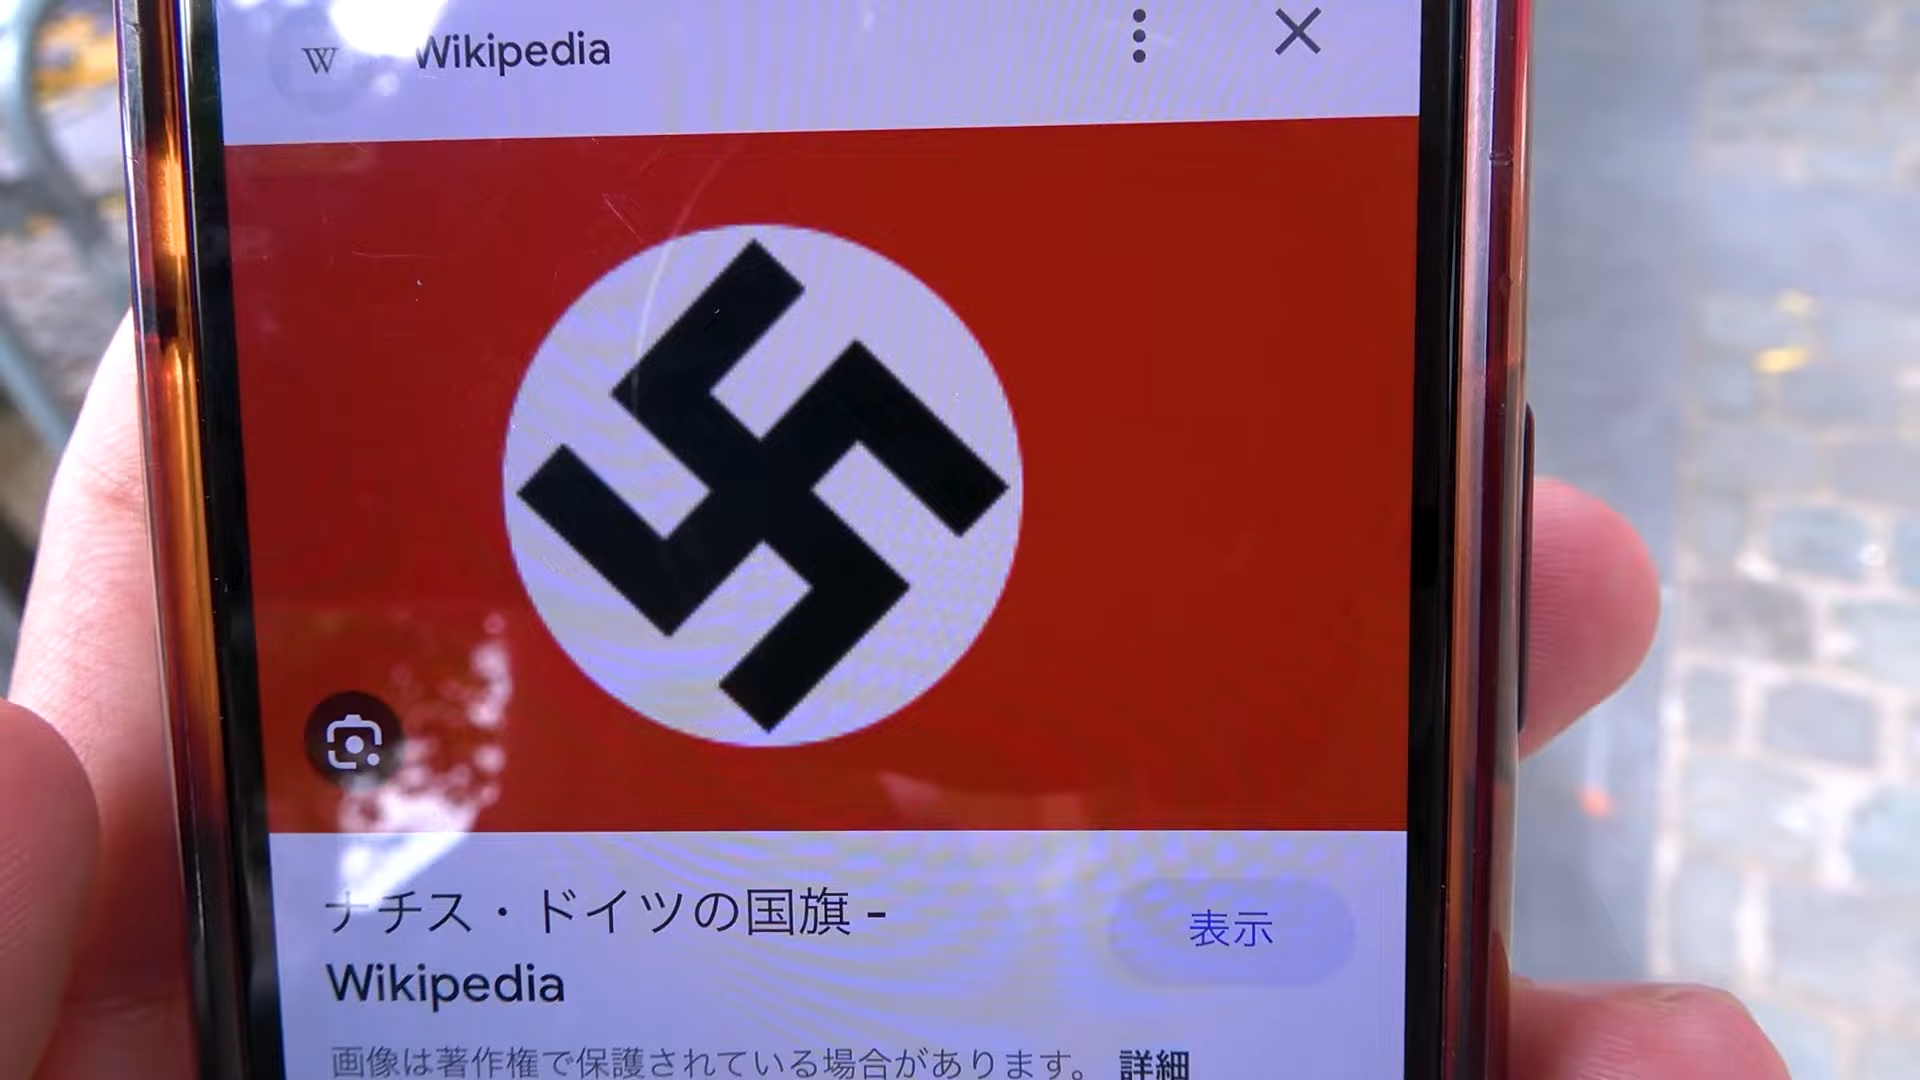 W Wikipedia
ナチス・ドイツの国旗 -
Wikipedia
表示
画像は著作権で保護されている場合があります。 詳細